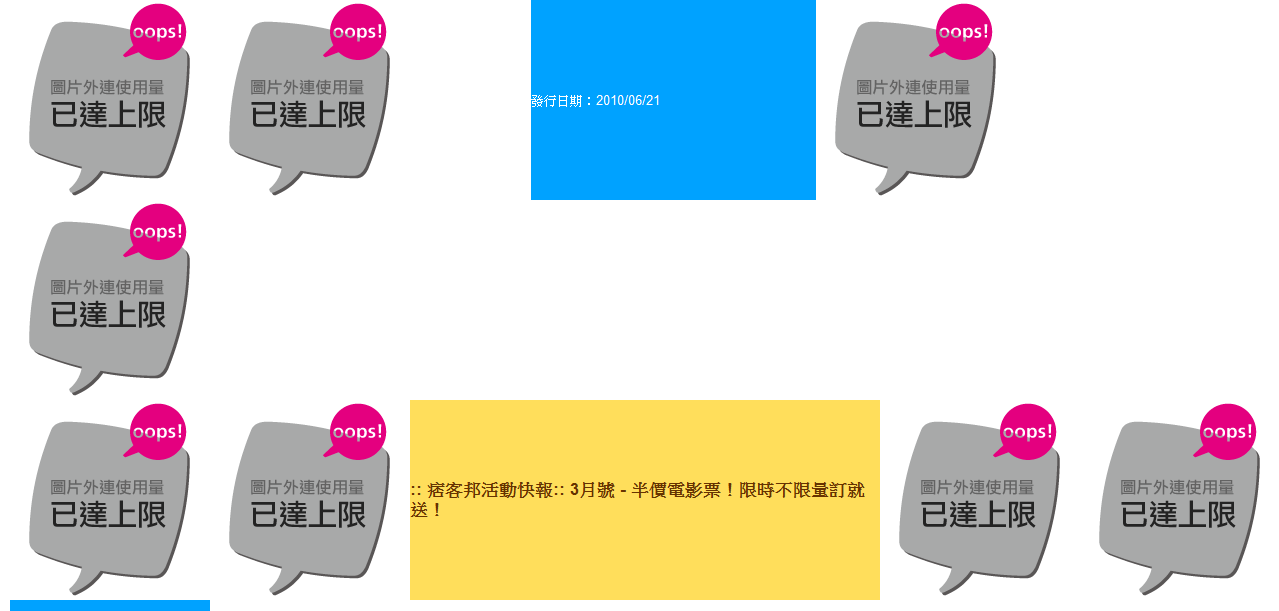 oops!
圖片外連使用量
已達上限
oops!
圖片外連使用量
已達上限
發行日期：2010/06/21
oops!
圖片外連使用量
已達上限
oops!
圖片外連使用量
已達上限
oops!
圖片外連使用量
已達上限
oops!
圖片外連使用量
已達上限
:: 痞客邦活動快報:: 3月號 - 半價電影票！限時不限量訂就
送！
oops!
圖片外連使用量
已達上限
oops!
圖片外連使用量
已達上限